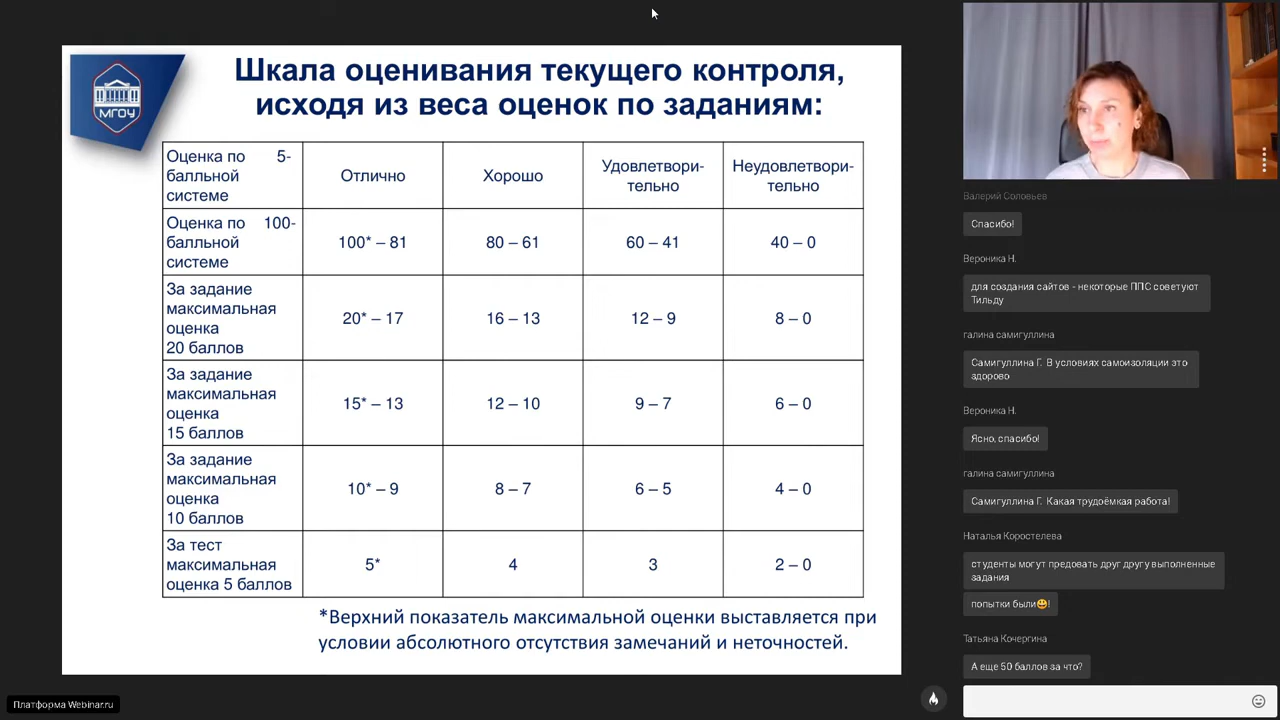 МГОУ
Шкала оценивания текущего контроля,
исходя из веса оценок по заданиям:
Оценка по 5-
балльной
системе
Отлично
Хорошо
Удовлетвори-
тельно
Неудовлетвори-
тельно
Оценка по 100-
балльной
системе
100* – 81
80 – 61
60 – 41
40 – 0
За задание
максимальная
оценка
20 баллов
20* – 17
16 – 13
12 – 9
8 – 0
За задание
максимальная
оценка
15 баллов
15* – 13
12 – 10
9 – 7
6 – 0
За задание
максимальная
оценка
10 баллов
10* – 9
8 – 7
6 – 5
4 – 0
За тест
максимальная
оценка 5 баллов
5*
4
3
2 – 0
*Верхний показатель максимальной оценки выставляется при
условии абсолютного отсутствия замечаний и неточностей.
Платформа Webinar.ru
Валерий Соловьев
Спасибо!
Вероника Н.
для создания сайтов - некоторые ППС советуют
Тильду
галина самигуллина
Самигуллина Г. В условиях самоизоляции это
здорово
Вероника Н.
Ясно, спасибо!
галина самигуллина
Самигуллина Г. Какая трудоёмкая работа!
Наталья Коростелева
студенты могут предовать друг другу выполненные
задания
попытки были😃!
Татьяна Кочергина
А еще 50 баллов за что?